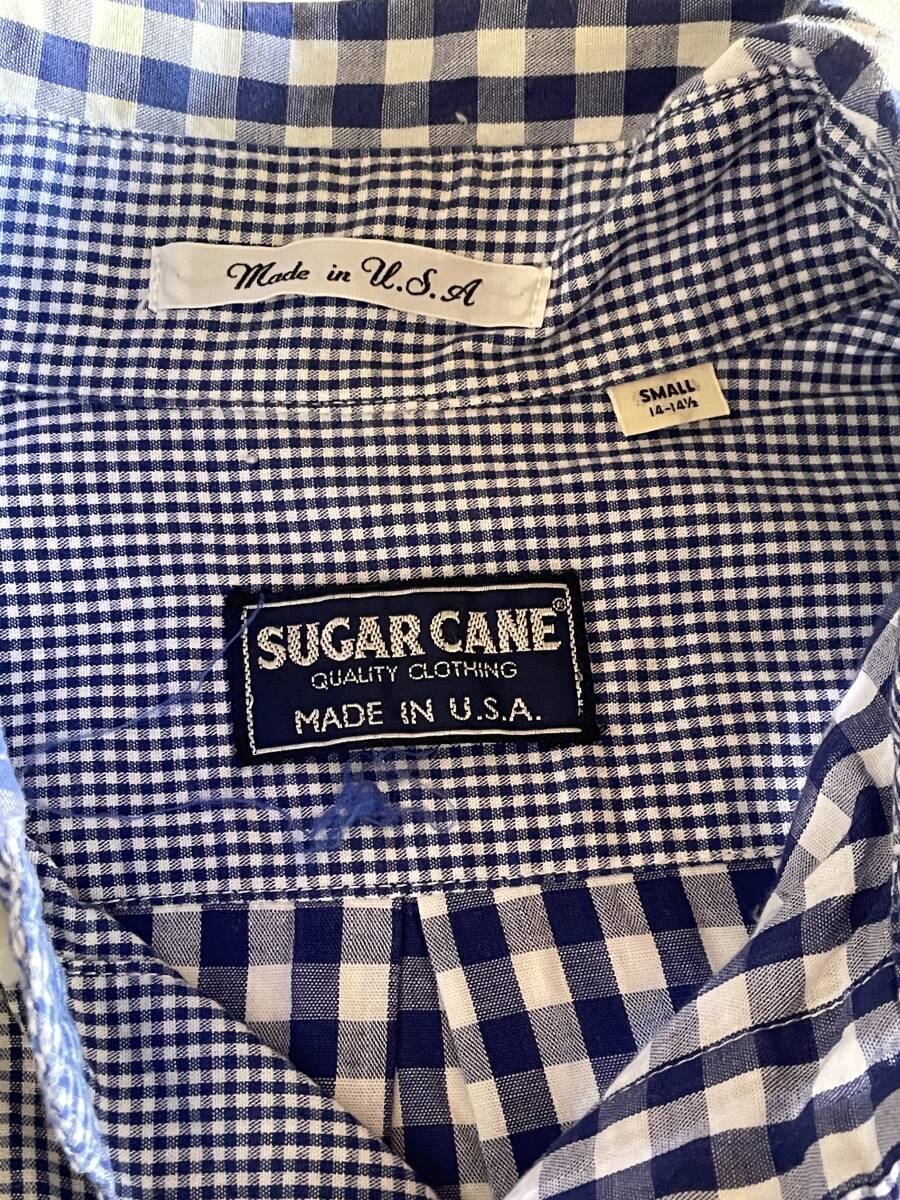 Made in U.S.A
SMALL
14-14½
SUGAR CANE®
QUALITY CLOTHING
MADE IN U.S.A.